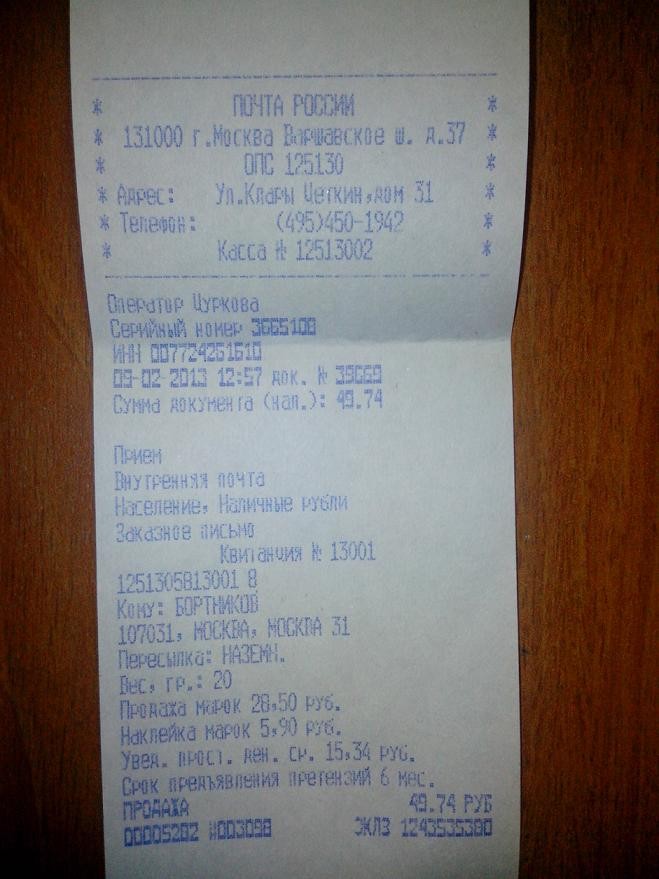 * ПОЧТА РОССИИ *
* 131000 г.Москва Варшавское ш. д.37 *
* ОПС 125130 *
* Адрес: Ул.Клары Цеткин,дом 31 *
* Телефон: (495)450-1942 *
* Касса № 12513002 *
Оператор Цуркова
Серийный номер 3665108
ИНН 007724261610
09-02-2013 12:57 док. № 39669
Сумма документа (нал.): 49.74
Прием
Внутренняя почта
Население, Наличные рубли
Заказное письмо
Квитанция № 13001
1251305813001 8
Кому: БОРТНИКОВ
107031, МОСКВА, МОСКВА 31
Пересылка: НАЗЕМН.
Вес, гр.: 20
Продажа марок 28,50 руб.
Наклейка марок 5,90 руб.
Увед. прост. ден. ср. 15,34 руб.
Срок предъявления претензий 6 мес.
ПРОДАЖА 49.74 РУБ
00005282 И003098 ЭКЛЗ 1243535380